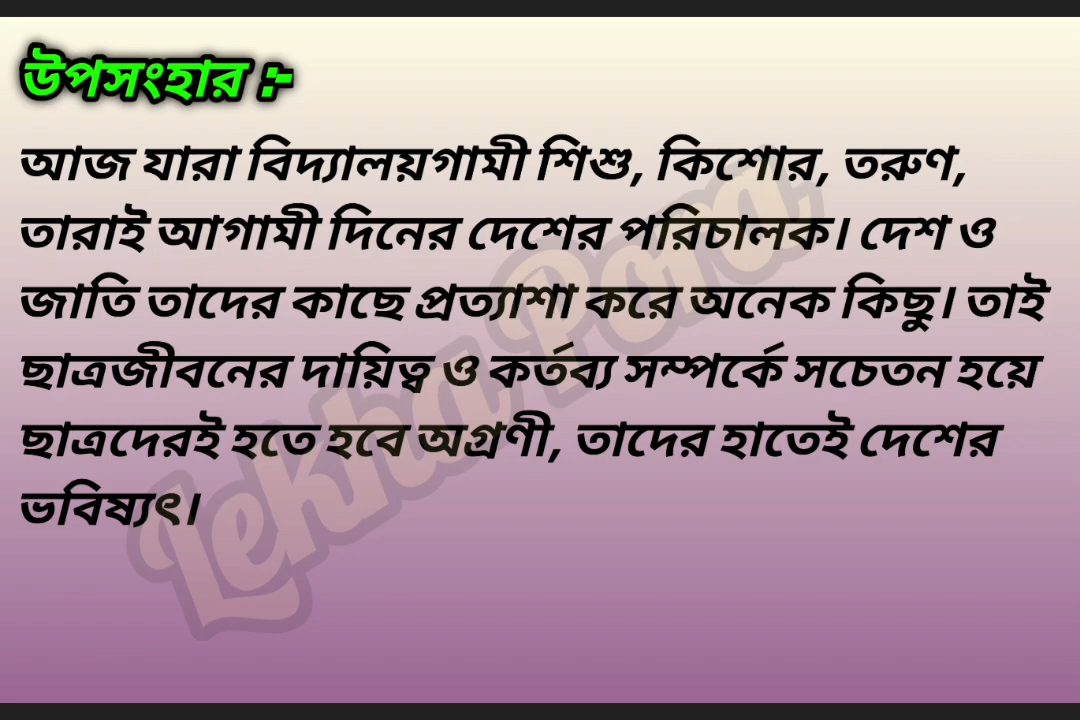 উপসংহার :-
আজ যারা বিদ্যালয়গামী শিশু, কিশোর, তরুণ,
তারাই আগামী দিনের দেশের পরিচালক। দেশ ও
জাতি তাদের কাছে প্রত্যাশা করে অনেক কিছু। তাই
ছাত্রজীবনের দায়িত্ব ও কর্তব্য সম্পর্কে সচেতন হয়ে
ছাত্রদেরই হতে হবে অগ্রণী, তাদের হাতেই দেশের
ভবিষ্যৎ।
Lekha Pora